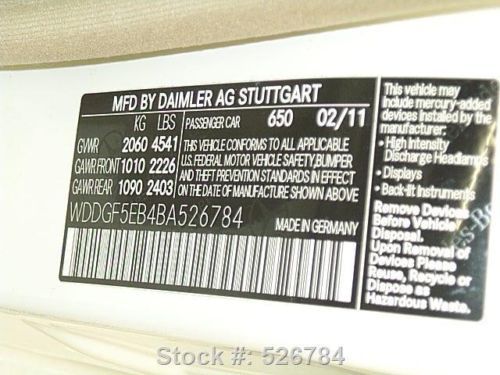 MFD BY DAIMLER AG STUTTGART
KG LBS PASSENGER CAR 650 02/11
GVWR 2060 4541
GAWR FRONT 1010 2226
GAWR REAR 1090 2403
THIS VEHICLE CONFORMS TO ALL APPLICABLE
U.S. FEDERAL MOTOR VEHICLE SAFETY, BUMPER
AND THEFT PREVENTION STANDARDS IN EFFECT
ON THE DATE OF MANUFACTURE SHOWN ABOVE
WDDGF5EB4BA526784
MADE IN GERMANY
This vehicle may
include mercury-added
devices installed by the
manufacturer:
• High Intensity
Discharge Headlamps
• Displays
• Back-lit Instruments
Remove Devices
Before Vehicle
Disposal.
Upon Removal of
Devices Please
Reuse, Recycle or
Dispose as
Hazardous Waste.
Stock #: 526784